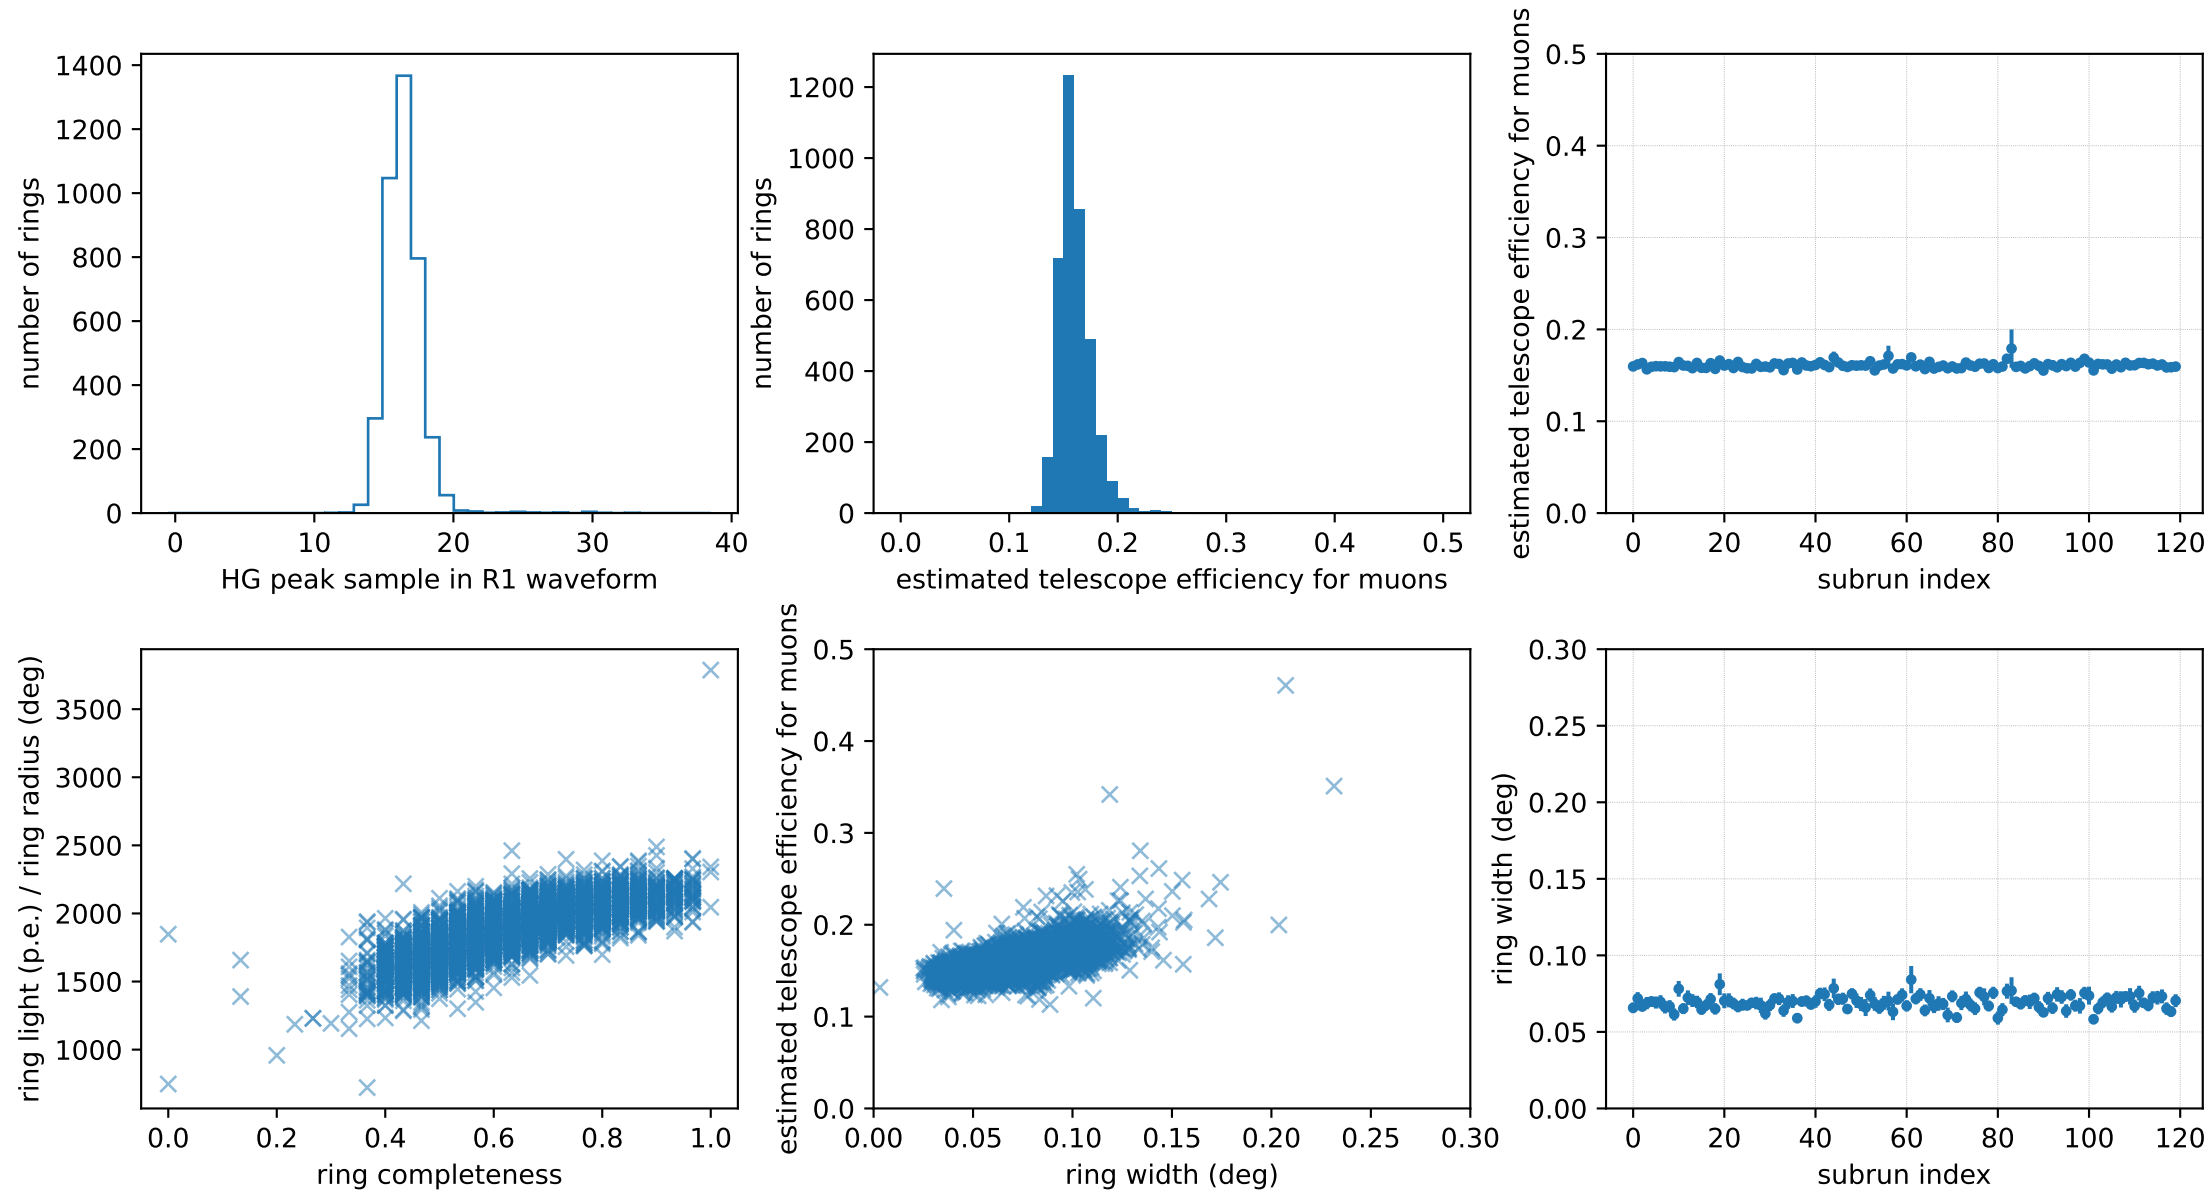 1400
1200
1000
800
600
400
200
0
number of rings
0 10 20 30 40
HG peak sample in R1 waveform
1200
1000
800
600
400
200
0
number of rings
0.0 0.1 0.2 0.3 0.4 0.5
estimated telescope efficiency for muons
0.5
0.4
0.3
0.2
0.1
0.0
estimated telescope efficiency for muons
0 20 40 60 80 100 120
subrun index
3500
3000
2500
2000
1500
1000
ring light (p.e.) / ring radius (deg)
0.0 0.2 0.4 0.6 0.8 1.0
ring completeness
0.5
0.4
0.3
0.2
0.1
0.0
estimated telescope efficiency for muons
0.00 0.05 0.10 0.15 0.20 0.25 0.30
ring width (deg)
0.30
0.25
0.20
0.15
0.10
0.05
0.00
ring width (deg)
0 20 40 60 80 100 120
subrun index